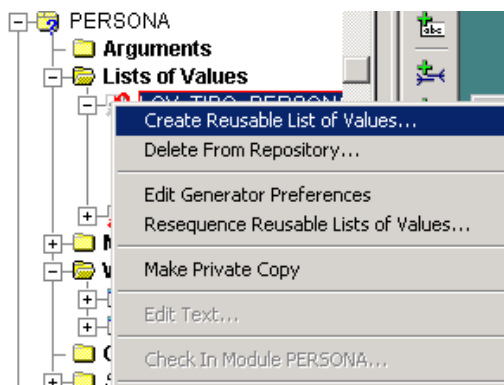 PERSONA
Arguments
Lists of Values
abc
Create Reusable List of Values...
Delete From Repository...
Edit Generator Preferences
Resequence Reusable Lists of Values...
Make Private Copy
Edit Text...
Check In Module PERSONA...